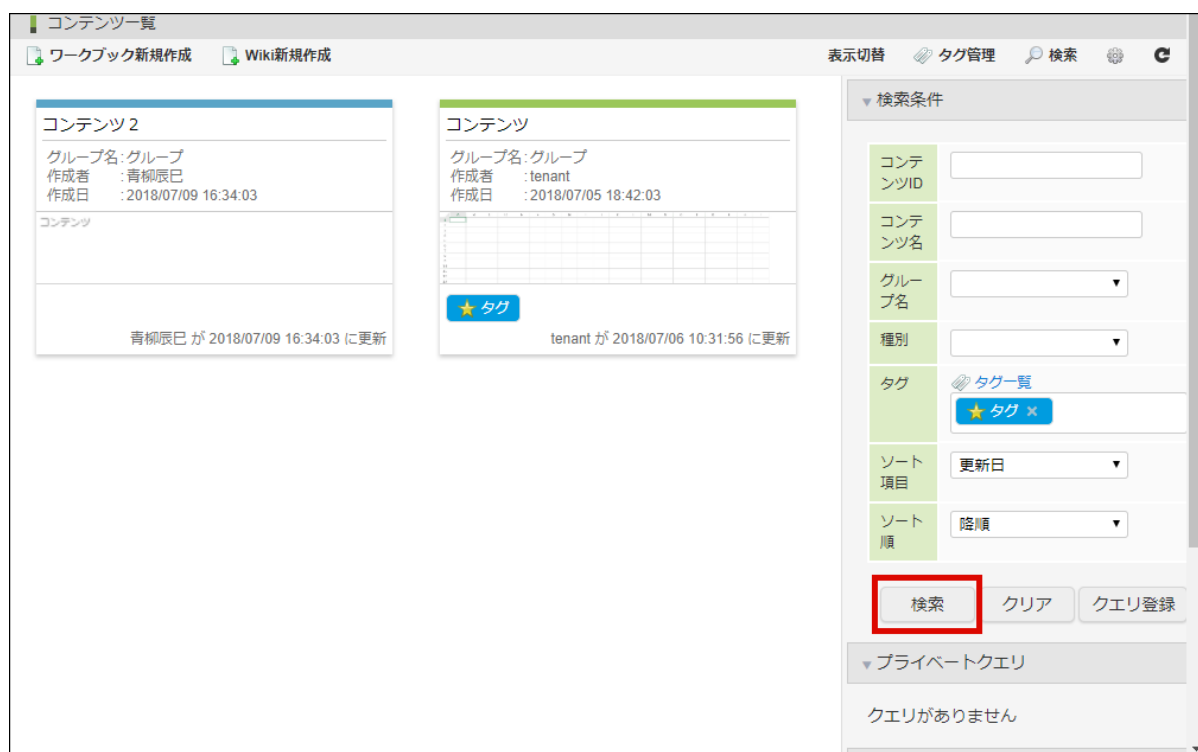 コンテンツ一覧
ワークブック新規作成 Wiki新規作成 表示切替 タグ管理 検索
コンテンツ２
グループ名:グループ
作成者 :青柳辰巳
作成日 :2018/07/09 16:34:03
コンテンツ
青柳辰巳 が 2018/07/09 16:34:03 に更新
コンテンツ
グループ名:グループ
作成者 :tenant
作成日 :2018/07/05 18:42:03
タグ
tenant が 2018/07/06 10:31:56 に更新
検索条件
コンテ
ンツID
コンテ
ンツ名
グルー
プ名
種別
タグ タグ一覧
タグ ×
ソート
項目 更新日
ソート
順 降順
検索 クリア クエリ登録
プライベートクエリ
クエリがありません